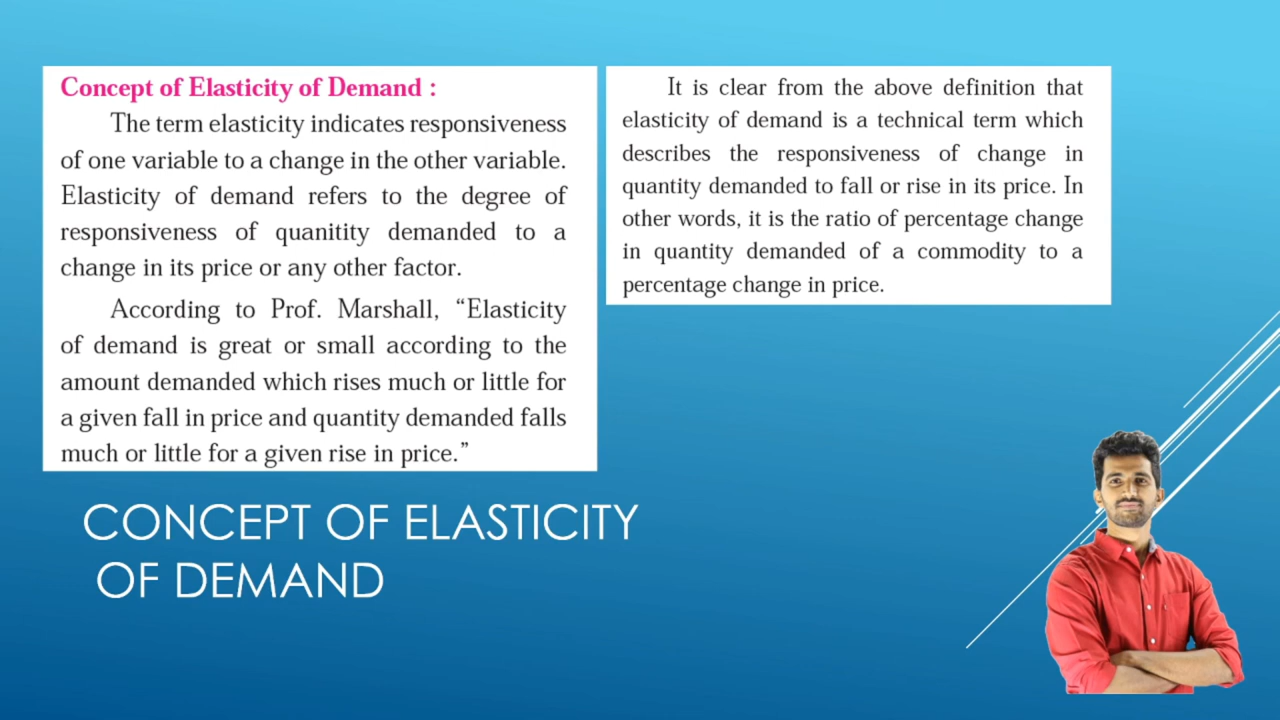 Concept of Elasticity of Demand :
The term elasticity indicates responsiveness
of one variable to a change in the other variable.
Elasticity of demand refers to the degree of
responsiveness of quanitity demanded to a
change in its price or any other factor.
According to Prof. Marshall, “Elasticity
of demand is great or small according to the
amount demanded which rises much or little for
a given fall in price and quantity demanded falls
much or little for a given rise in price.”
It is clear from the above definition that
elasticity of demand is a technical term which
describes the responsiveness of change in
quantity demanded to fall or rise in its price. In
other words, it is the ratio of percentage change
in quantity demanded of a commodity to a
percentage change in price.
CONCEPT OF ELASTICITY
OF DEMAND